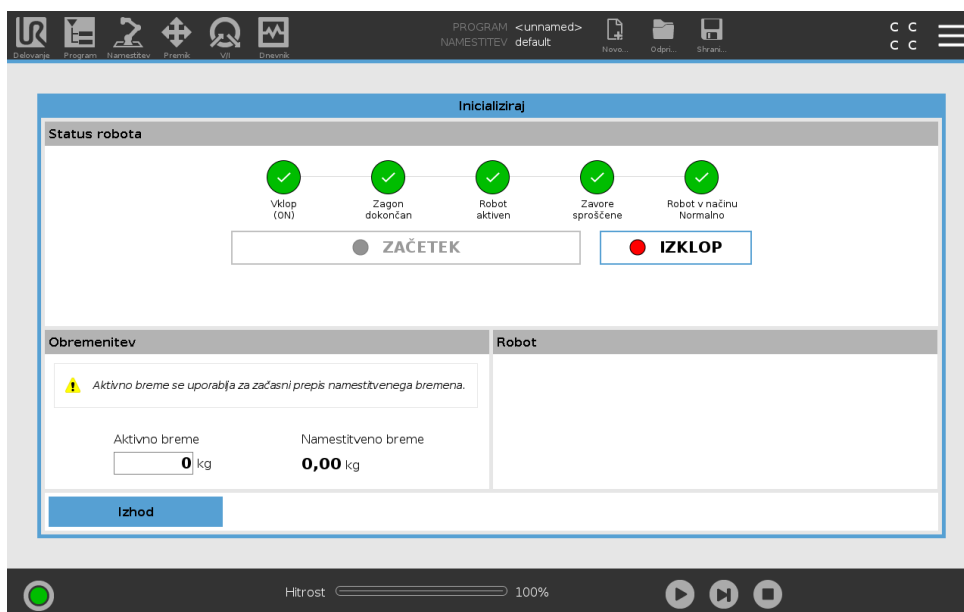 PROGRAM <unnamed>
NAMESTITEV default
C C
C C
Delovanje Program Namestitev Premik V/I Dnevnik Novo... Odpri... Shrani...
Inicializiraj
Status robota
Vklop (ON)
Zagon dokončan
Robot aktiven
Zavore sproščene
Robot v načinu Normalno
ZAČETEK
IZKLOP
Obremenitev
Robot
Aktivno breme se uporablja za začasni prepis namestitvenega bremena.
Aktivno breme
Namestitveno breme
0 kg
0,00 kg
Izhod
Hitrost 100%